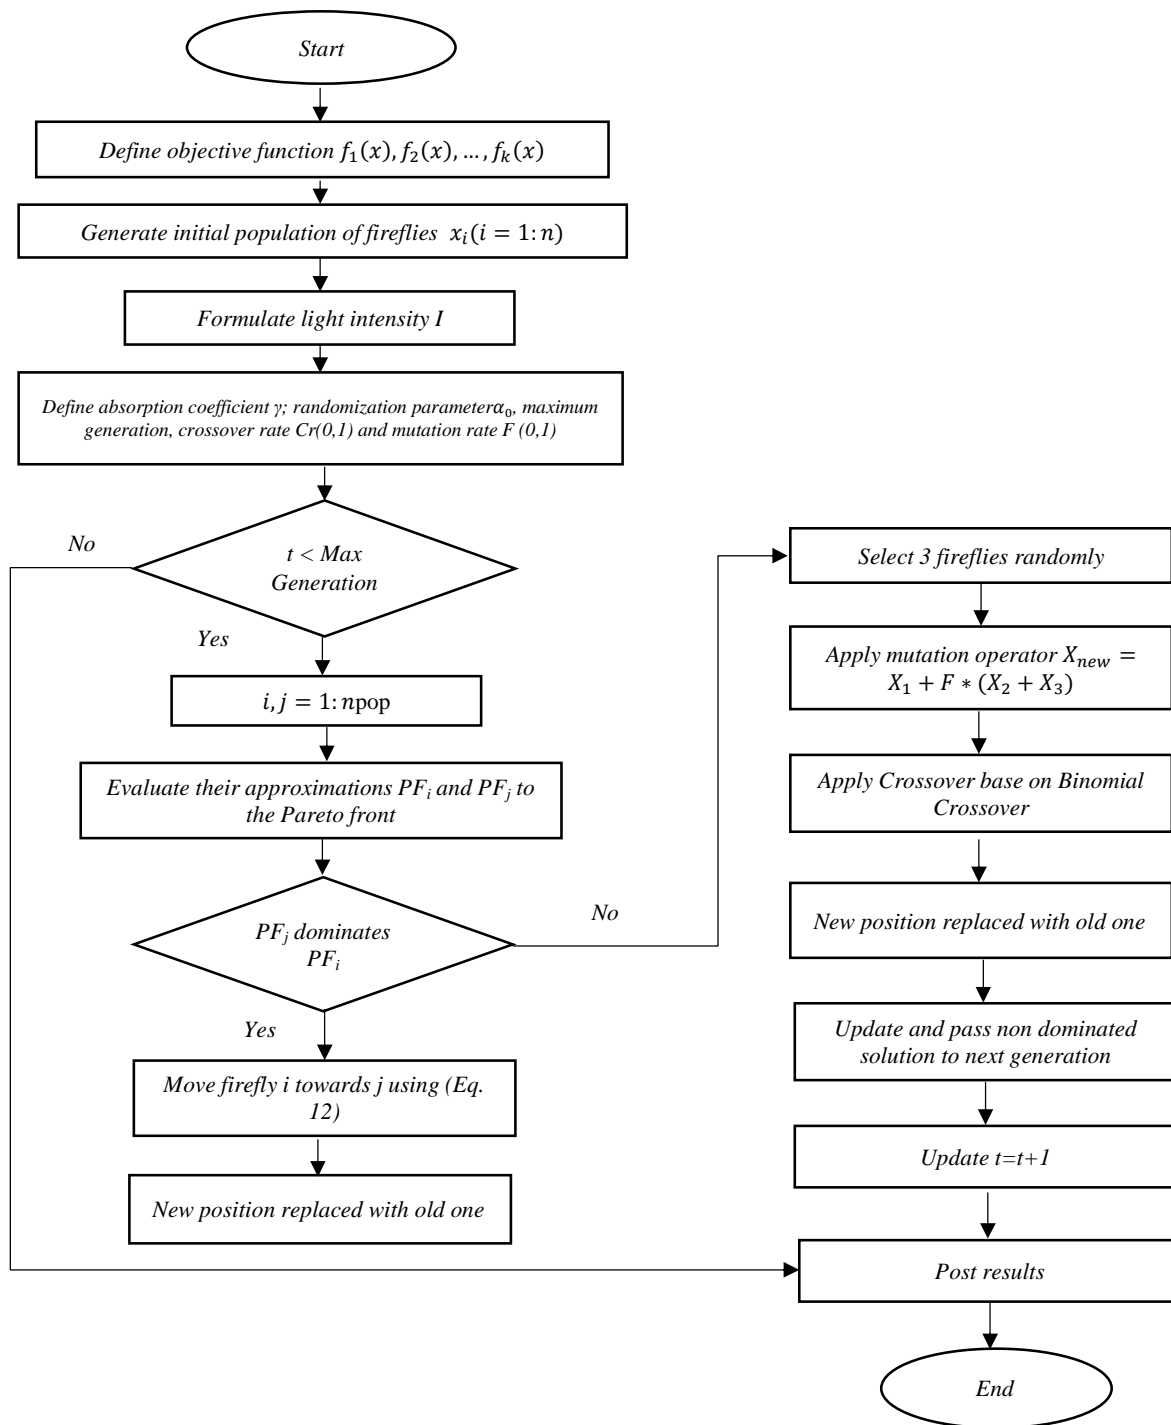 Start
Define objective function f₁(x), f₂(x), … , fₖ(x)
Generate initial population of fireflies xᵢ(i = 1: n)
Formulate light intensity I
Define absorption coefficient γ; randomization parameterα₀, maximum
generation, crossover rate Cr(0,1) and mutation rate F (0,1)
No
t < Max
Generation
Yes
i, j = 1: npop
Evaluate their approximations PFᵢ and PFⱼ to
the Pareto front
PFⱼ dominates
PFᵢ
No
Yes
Move firefly i towards j using (Eq.
12)
New position replaced with old one
Select 3 fireflies randomly
Apply mutation operator Xₙₑw =
X₁ + F ∗ (X₂ + X₃)
Apply Crossover base on Binomial
Crossover
New position replaced with old one
Update and pass non dominated
solution to next generation
Update t=t+1
Post results
End